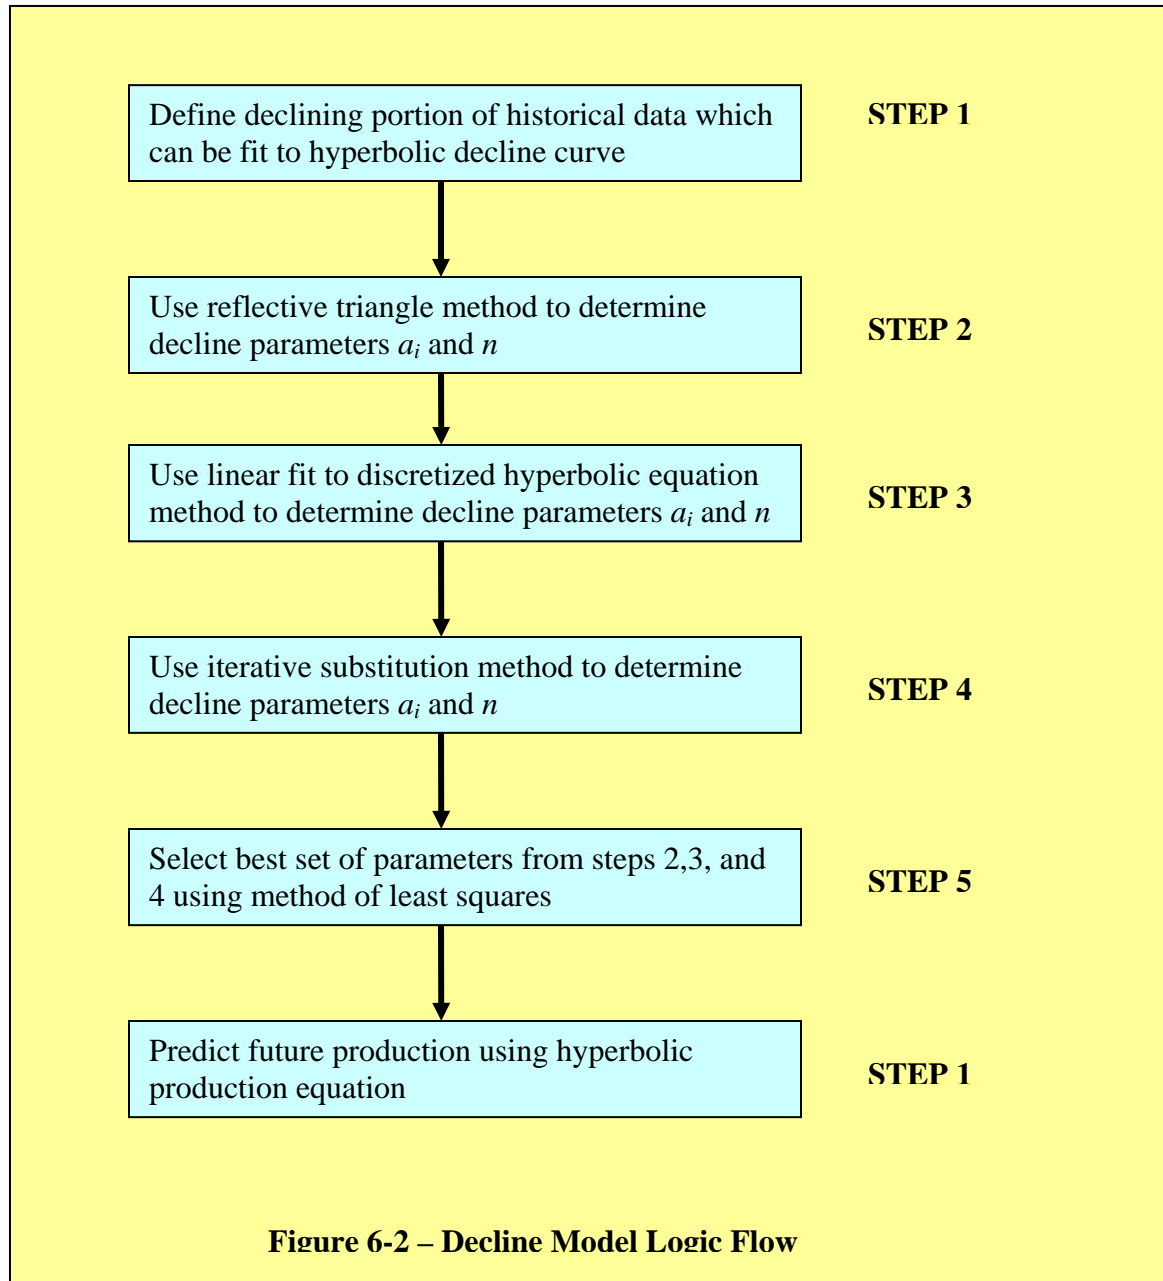 Define declining portion of historical data which
can be fit to hyperbolic decline curve
STEP 1
Use reflective triangle method to determine
decline parameters ai and n
STEP 2
Use linear fit to discretized hyperbolic equation
method to determine decline parameters ai and n
STEP 3
Use iterative substitution method to determine
decline parameters ai and n
STEP 4
Select best set of parameters from steps 2,3, and
4 using method of least squares
STEP 5
Predict future production using hyperbolic
production equation
STEP 1
Figure 6-2 – Decline Model Logic Flow